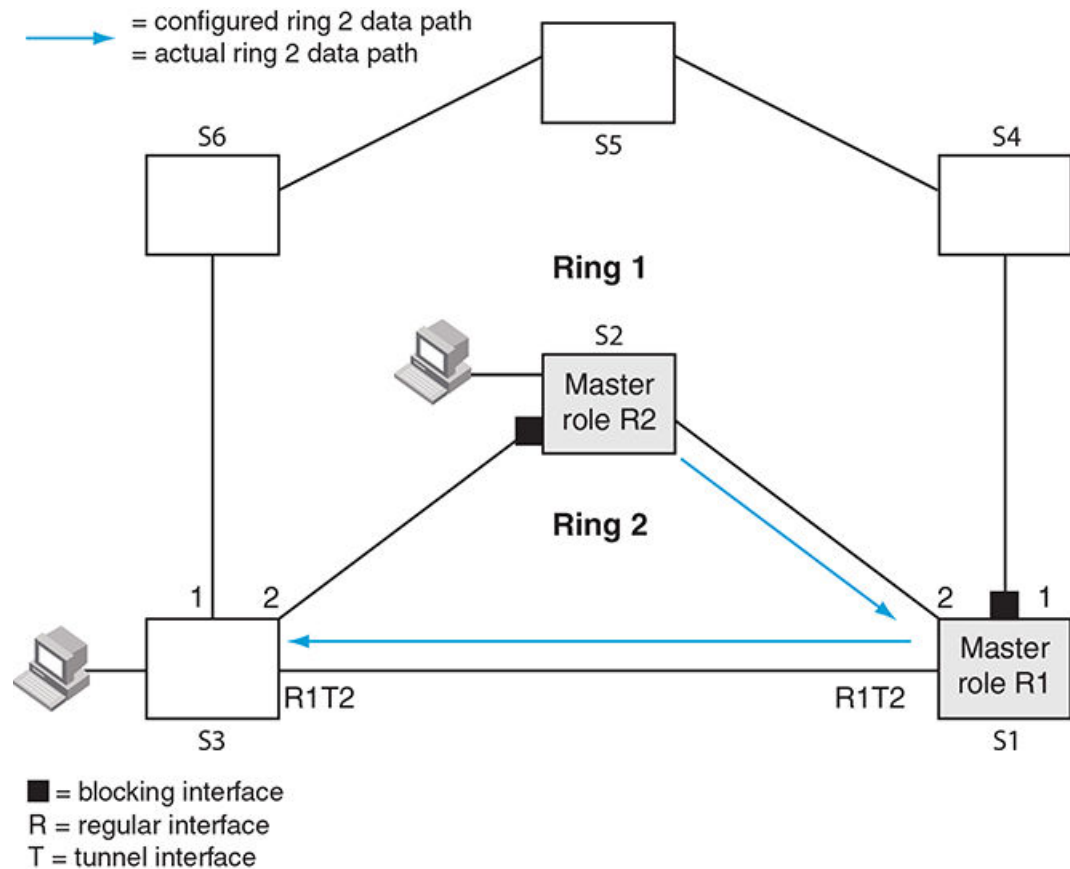 = configured ring 2 data path
= actual ring 2 data path
S6
S5
S4
Ring 1
S2
Master
role R2
Ring 2
1
2
2
1
Master
role R1
R1T2
R1T2
S3
S1
= blocking interface
R = regular interface
T = tunnel interface